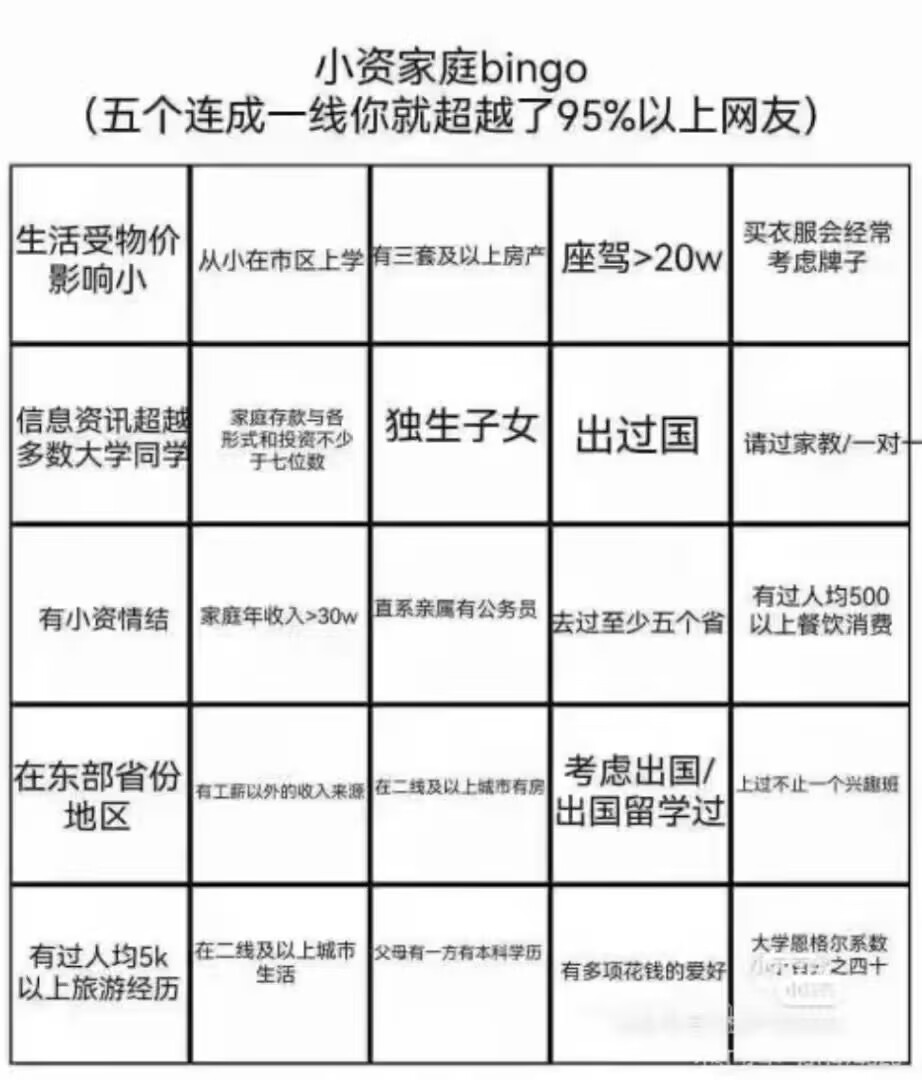 小资家庭bingo
（五个连成一线你就超越了95%以上网友）
生活受物价
影响小
从小在市区上学
有三套及以上房产
座驾>20w
买衣服会经常
考虑牌子
信息资讯超越
多数大学同学
家庭存款与各
形式和投资不少
于七位数
独生子女
出过国
请过家教/一对一
有小资情结
家庭年收入>30w
直系亲属有公务员
去过至少五个省
有过人均500
以上餐饮消费
在东部省份
地区
有工薪以外的收入来源
在二线及以上城市有房
考虑出国/
出国留学过
上过不止一个兴趣班
有过人均5k
以上旅游经历
在二线及以上城市
生活
父母有一方有本科学历
有多项花钱的爱好
大学恩格尔系数
之四十